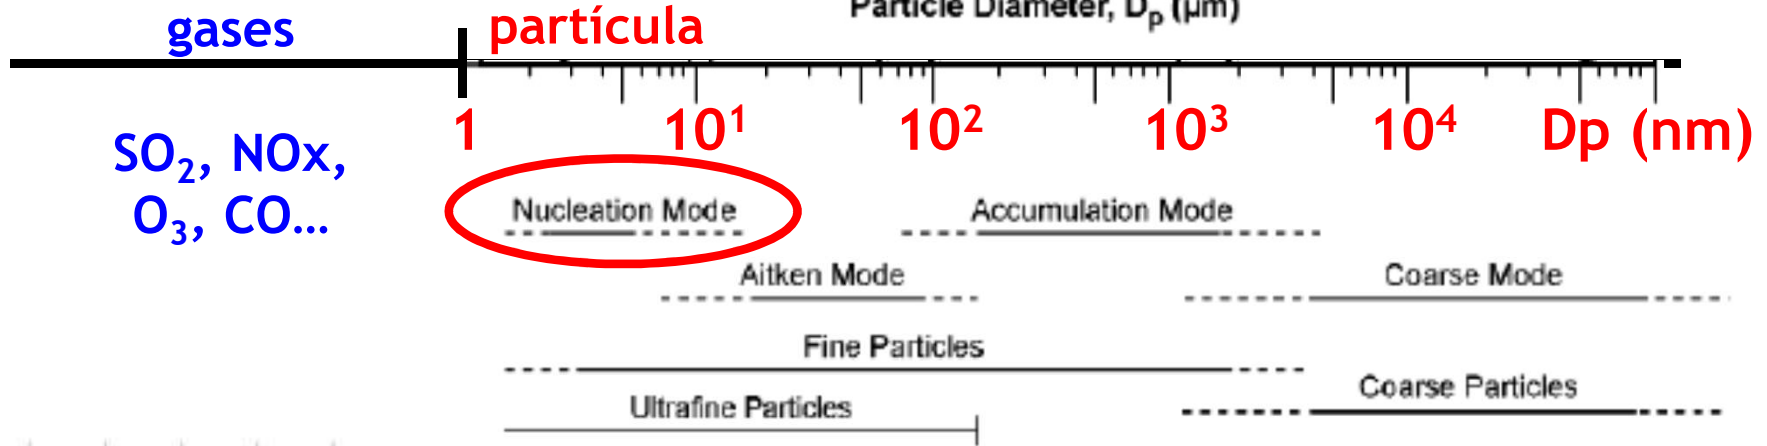 Particle Diameter, Dp (µm)
gases partícula
1 10¹ 10² 10³ 10⁴ Dp (nm)
SO₂, NOx,
O₃, CO...
Nucleation Mode Accumulation Mode
Aitken Mode Coarse Mode
Fine Particles
Coarse Particles
Ultrafine Particles